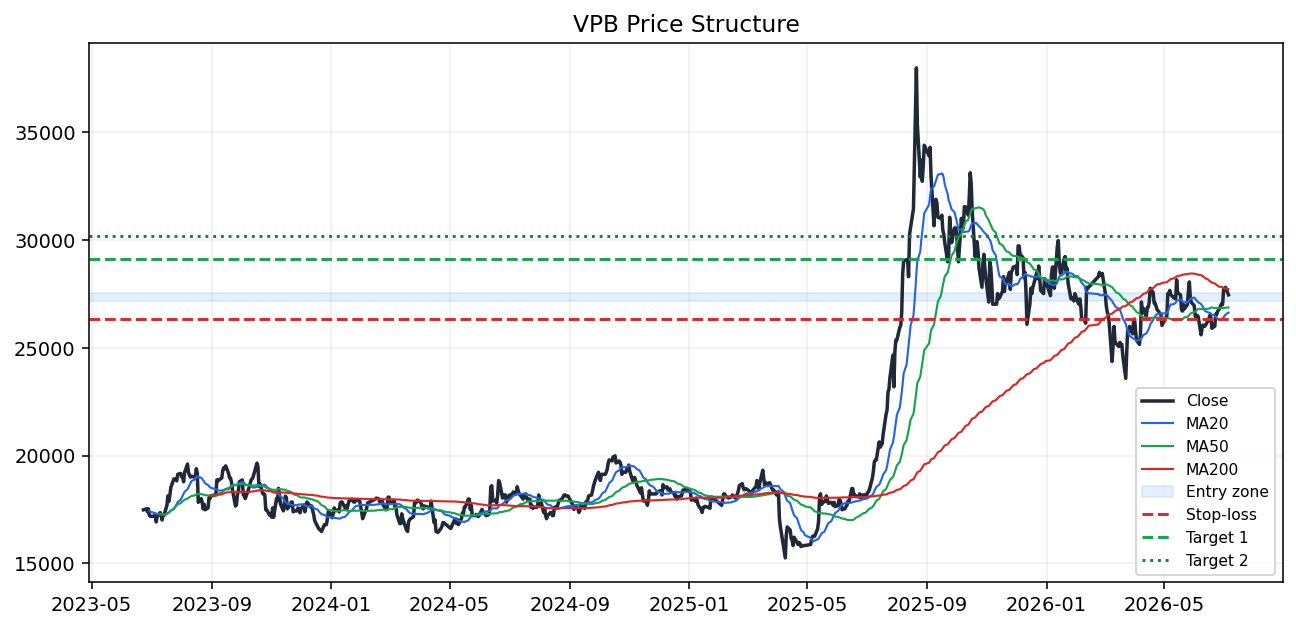 VPB Price Structure
35000
30000
25000
20000
15000
2023-05
2023-09
2024-01
2024-05
2024-09
2025-01
2025-05
2025-09
2026-01
2026-05
Close
MA20
MA50
MA200
Entry zone
Stop-loss
Target 1
Target 2